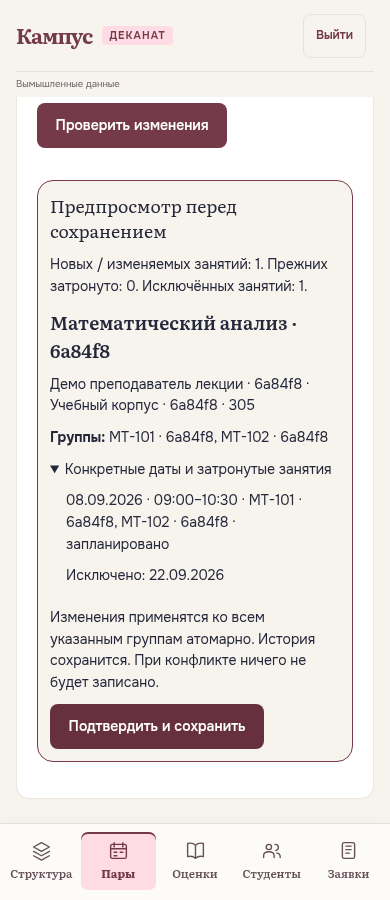 Кампус
ДЕКАНАТ
Выйти
Вымышленные данные
Проверить изменения
Предпросмотр перед
сохранением
Новых / изменяемых занятий: 1. Прежних
затронуто: 0. Исключённых занятий: 1.
Математический анализ ·
6a84f8
Демо преподаватель лекции · 6a84f8 ·
Учебный корпус · 6a84f8 · 305
Группы: МТ-101 · 6a84f8, МТ-102 · 6a84f8
▼ Конкретные даты и затронутые занятия
08.09.2026 · 09:00–10:30 · МТ-101 ·
6a84f8, МТ-102 · 6a84f8 ·
запланировано
Исключено: 22.09.2026
Изменения применятся ко всем
указанным группам атомарно. История
сохранится. При конфликте ничего не
будет записано.
Подтвердить и сохранить
Структура
Пары
Оценки
Студенты
Заявки